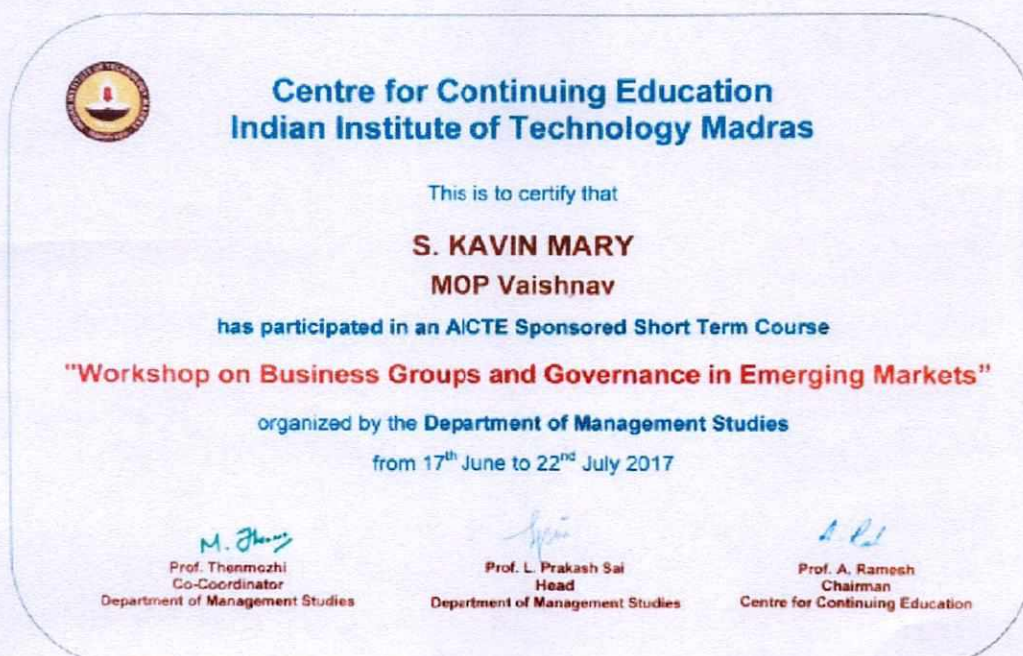 Centre for Continuing Education
Indian Institute of Technology Madras
This is to certify that
S. KAVIN MARY
MOP Vaishnav
has participated in an AICTE Sponsored Short Term Course
"Workshop on Business Groups and Governance in Emerging Markets"
organized by the Department of Management Studies
from 17th June to 22nd July 2017
Prof. Thenmozhi
Co-Coordinator
Department of Management Studies
Prof. L. Prakash Sai
Head
Department of Management Studies
Prof. A. Ramesh
Chairman
Centre for Continuing Education